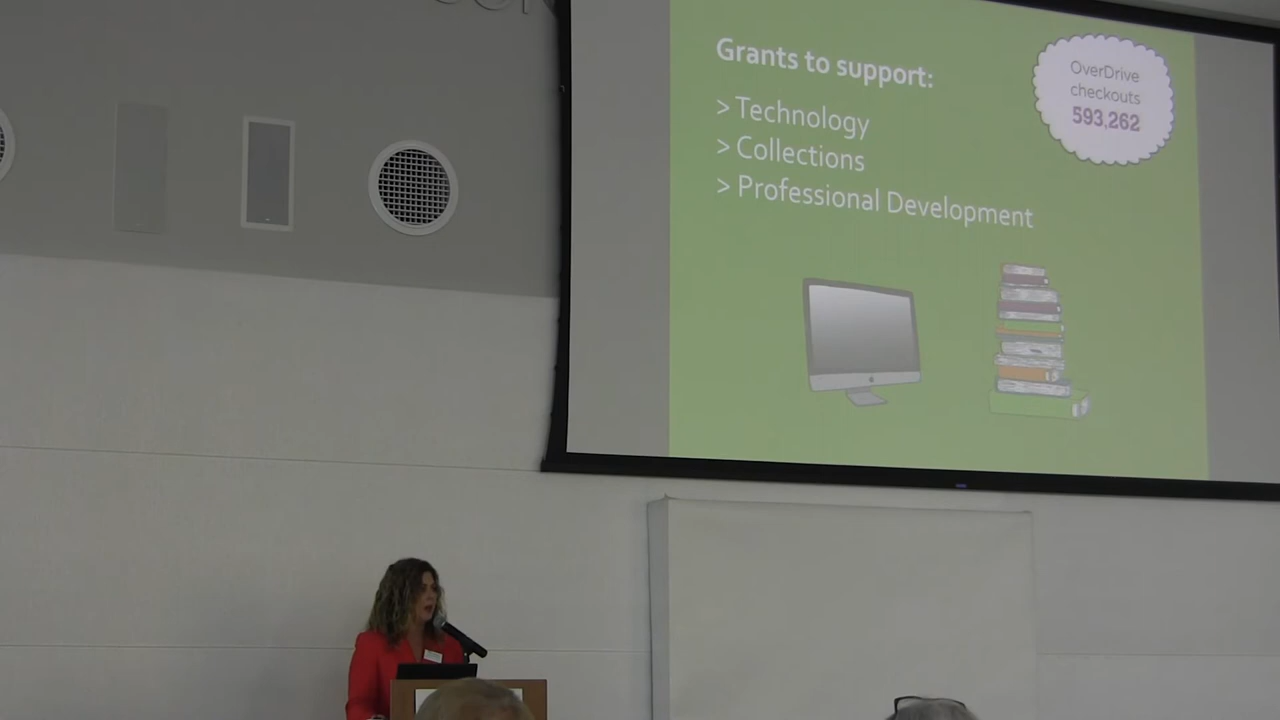 Grants to support:
> Technology
> Collections
> Professional Development
OverDrive
checkouts
593,262